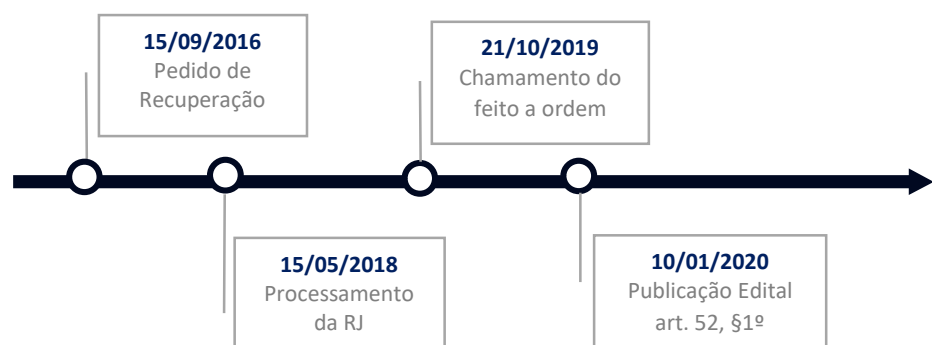 15/09/2016
Pedido de
Recuperação
21/10/2019
Chamamento do
feito a ordem
15/05/2018
Processamento
da RJ
10/01/2020
Publicação Edital
art. 52, §1º